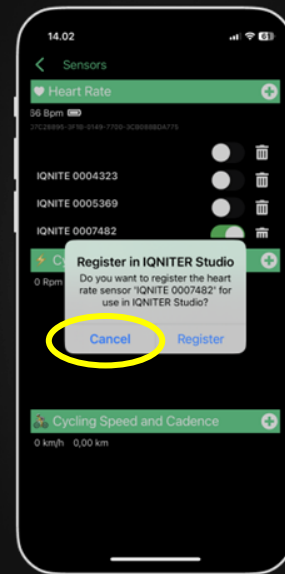 14.02
Sensors
Heart Rate
66 Bpm
IQNITE 0004323
IQNITE 0005369
IQNITE 0007482
Cy
0 Rpm
Register in IQNITER Studio
Do you want to register the heart
rate sensor 'IQNITE 0007482' for
use in IQNITER Studio?
Cancel
Register
Cycling Speed and Cadence
0 km/h 0,00 km